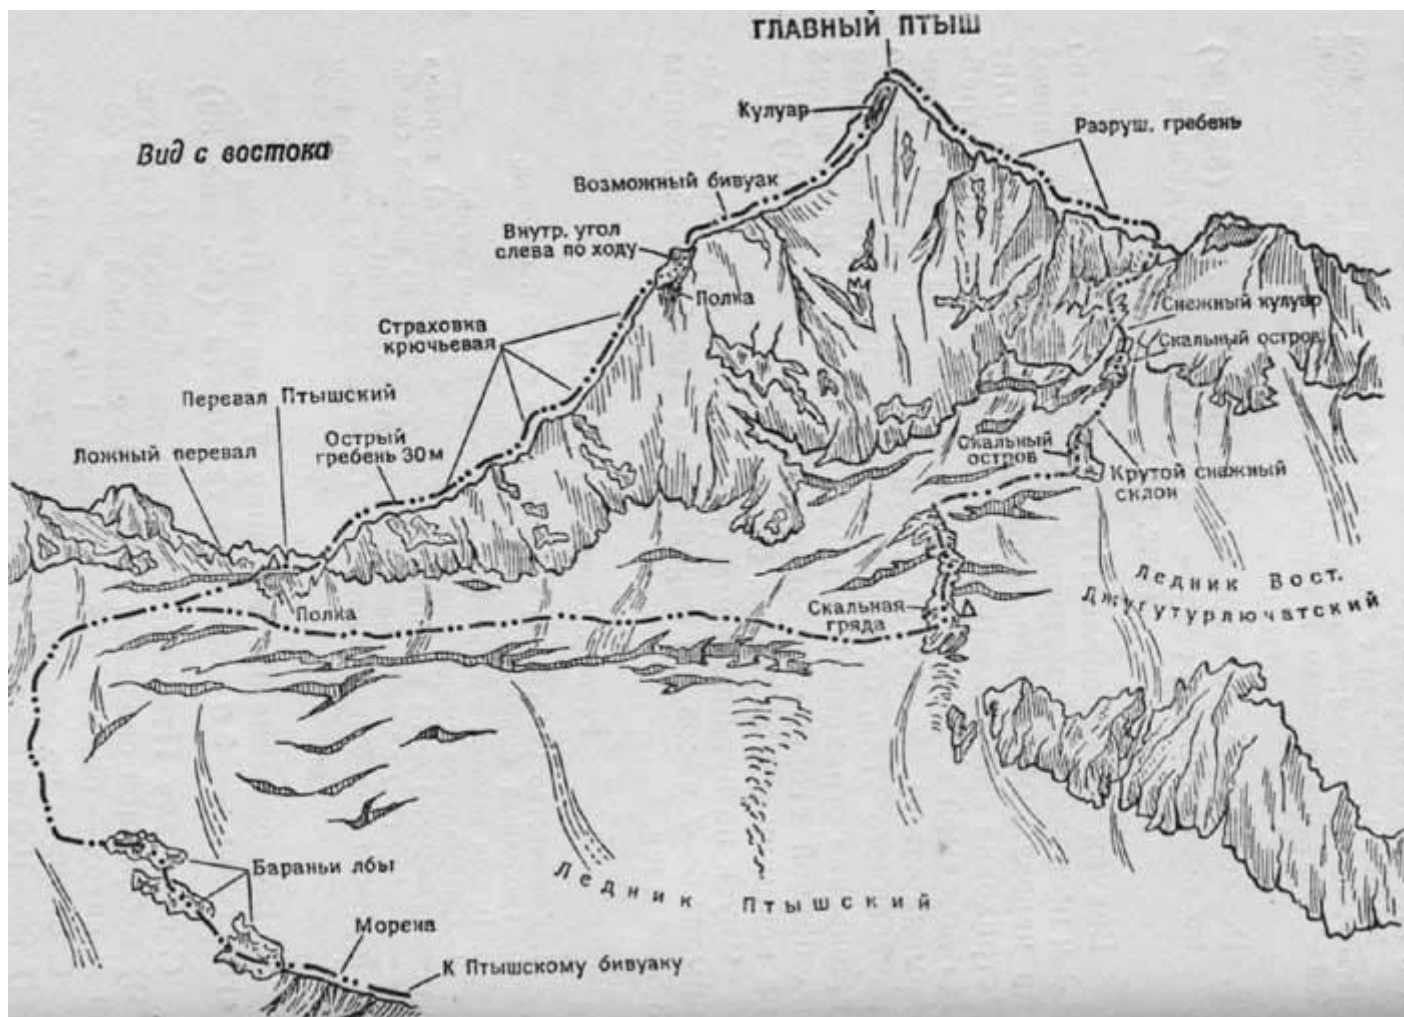 ГЛАВНЫЙ ПТЫШ
Кулуар
Разруш. гребень
Вид с востока
Возможный бивуак
Внутр. угол
слева по ходу
Полка
Снежный кулуар
Страховка
крючьевая
Скальный остров
Перевал Птышский
Острый
гребень 30 м
Ложный перевал
Скальный
остров
Крутой снежный
склон
Ледник Вост.
Джугутурлючатский
Полка
Скальная
гряда
Бараньи лбы
Ледник Птышский
Морена
К Птышскому бивуаку